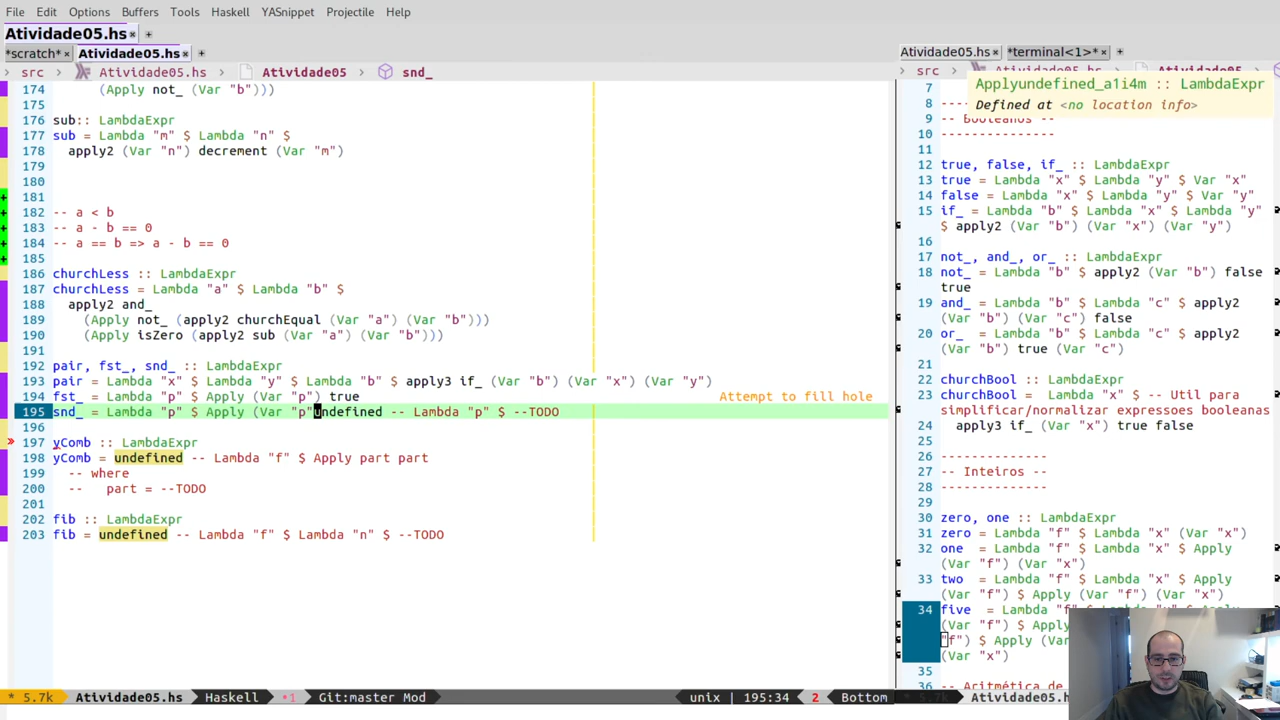 File Edit Options Buffers Tools Haskell YASnippet Projectile Help
Atividade05.hs× +
*scratch*× Atividade05.hs× +
src > Atividade05.hs > Atividade05 > snd_
174 (Apply not_ (Var "b")))
175
176 sub:: LambdaExpr
177 sub = Lambda "m" $ Lambda "n" $
178 apply2 (Var "n") decrement (Var "m")
179
180
181
182 -- a < b
183 -- a - b == 0
184 -- a == b => a - b == 0
185
186 churchLess :: LambdaExpr
187 churchLess = Lambda "a" $ Lambda "b" $
188 apply2 and_
189 (Apply not_ (apply2 churchEqual (Var "a") (Var "b")))
190 (Apply isZero (apply2 sub (Var "a") (Var "b")))
191
192 pair, fst_, snd_ :: LambdaExpr
193 pair = Lambda "x" $ Lambda "y" $ Lambda "b" $ apply3 if_ (Var "b") (Var "x") (Var "y")
194 fst_ = Lambda "p" $ Apply (Var "p") true Attempt to fill hole
195 snd_ = Lambda "p" $ Apply (Var "p"undefined -- Lambda "p" $ --TODO
196
197 yComb :: LambdaExpr
198 yComb = undefined -- Lambda "f" $ Apply part part
199 -- where
200 -- part = --TODO
201
202 fib :: LambdaExpr
203 fib = undefined -- Lambda "f" $ Lambda "n" $ --TODO
* 5.7k Atividade05.hs Haskell •1 Git:master Mod unix | 195:34 2 Bottom
Atividade05.hs× *terminal<1>*× +
> src
Applyundefined_a1i4m :: LambdaExpr
Defined at <no location info>
7
8
9 -- Booleanos --
10 ---------------
11
12 true, false, if_ :: LambdaExpr
13 true = Lambda "x" $ Lambda "y" $ Var "x"
14 false = Lambda "x" $ Lambda "y" $ Var "y"
15 if_ = Lambda "b" $ Lambda "x" $ Lambda "y"
$ apply2 (Var "b") (Var "x") (Var "y")
16
17 not_, and_, or_ :: LambdaExpr
18 not_ = Lambda "b" $ apply2 (Var "b") false
true
19 and_ = Lambda "b" $ Lambda "c" $ apply2
(Var "b") (Var "c") false
20 or_ = Lambda "b" $ Lambda "c" $ apply2
(Var "b") true (Var "c")
21
22 churchBool :: LambdaExpr
23 churchBool = Lambda "x" $ -- Util para
simplificar/normalizar expressoes booleanas
24 apply3 if_ (Var "x") true false
25
26 --------------
27 -- Inteiros --
28 --------------
29
30 zero, one :: LambdaExpr
31 zero = Lambda "f" $ Lambda "x" (Var "x")
32 one = Lambda "f" $ Lambda "x" $ Apply
(Var "f") (Var "x")
33 two = Lambda "f" $ Lambda "x" $ Apply
(Var "f") $ Apply (Var "f") (Var "x")
34 five = Lambda "f"
(Var "f") $ Apply
"f") $ Apply (Var
(Var "x")
35
36 -- Aritmética de
5.7k Atividade05.hs